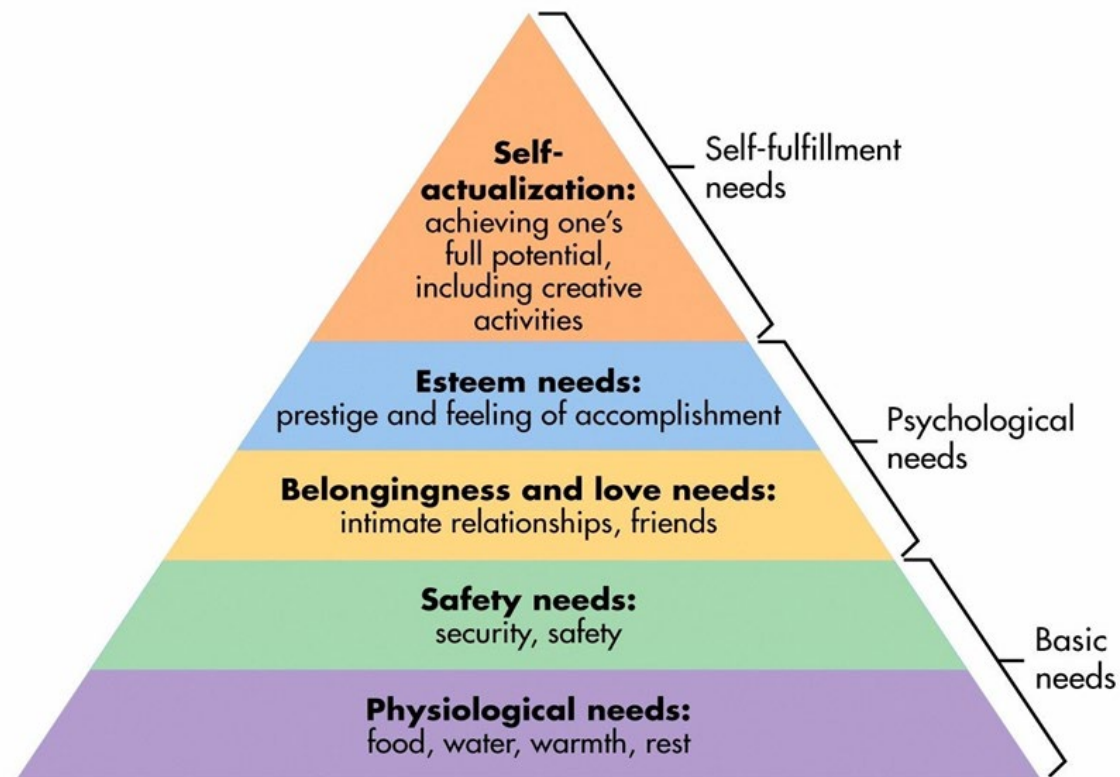 Self-
actualization:
achieving one's
full potential,
including creative
activities
Self-fulfillment
needs
Esteem needs:
prestige and feeling of accomplishment
Psychological
needs
Belongingness and love needs:
intimate relationships, friends
Safety needs:
security, safety
Basic
needs
Physiological needs:
food, water, warmth, rest